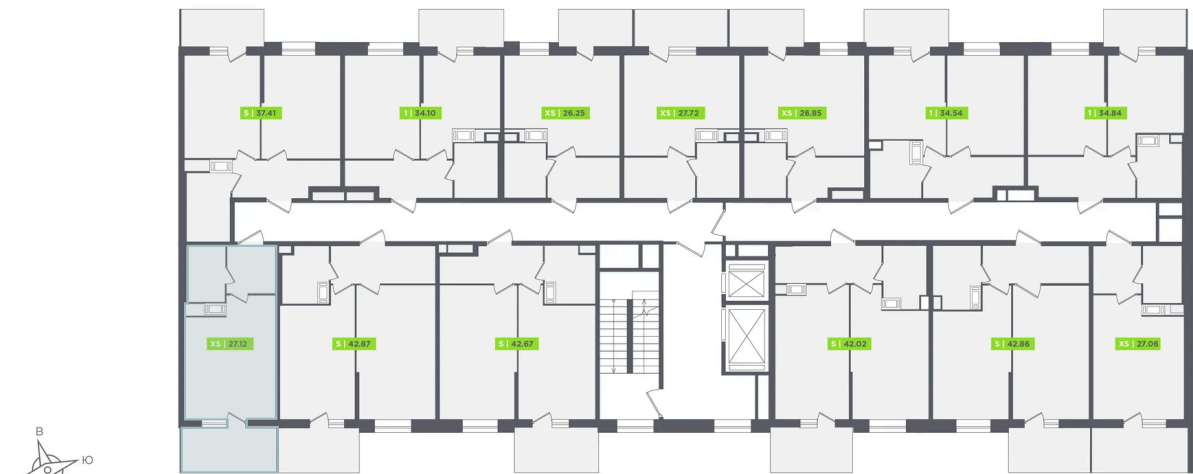 S | 37.41
1 | 34.10
XS | 26.25
XS | 27.72
XS | 26.85
1 | 34.54
1 | 34.84
XS | 27.12
S | 42.87
S | 42.67
S | 42.02
S | 42.86
XS | 27.06
В
Ю